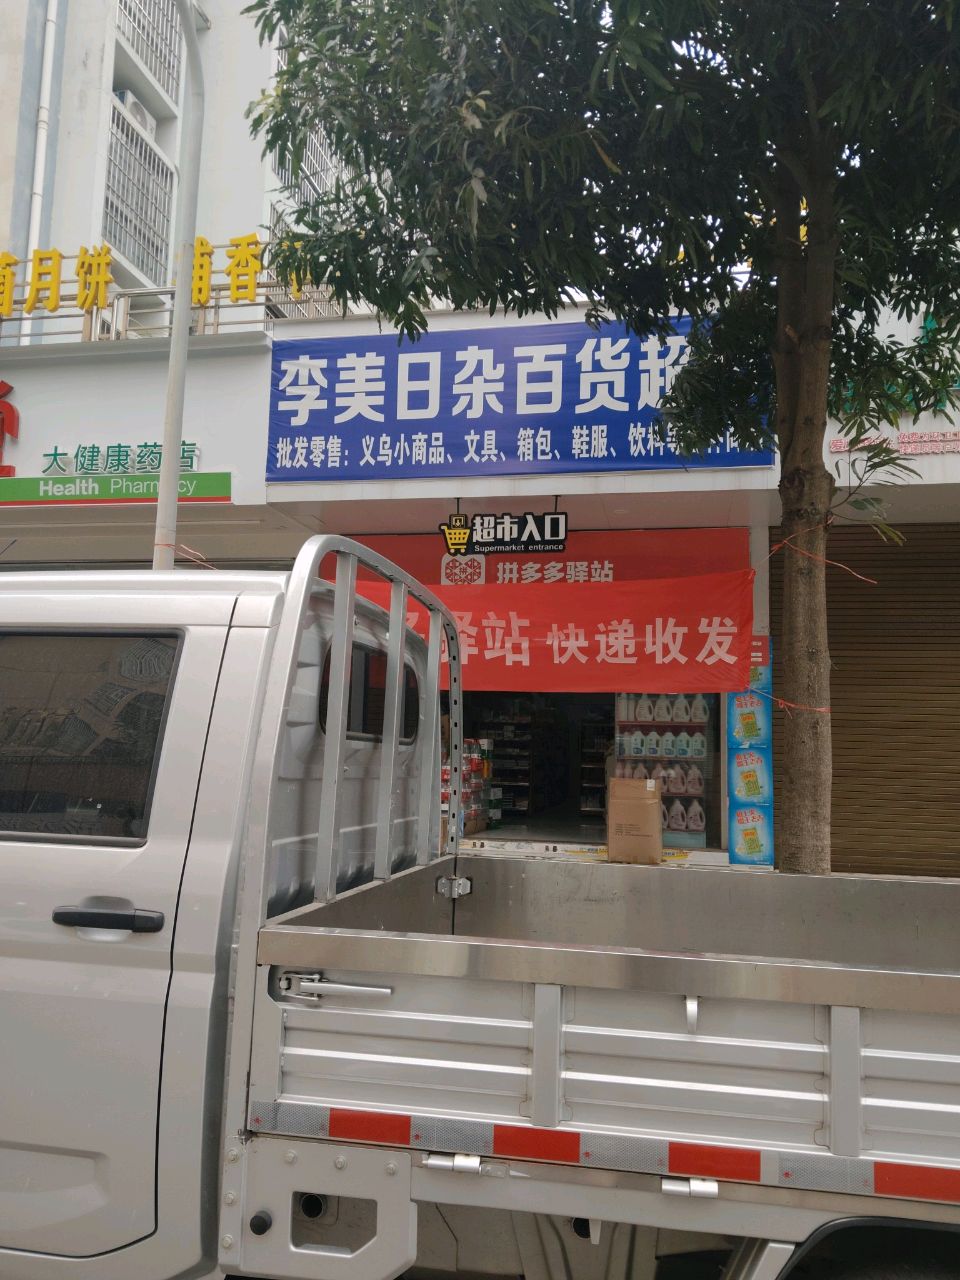 月饼 铺香
李美日杂百货超
批发零售：义乌小商品、文具、箱包、鞋服、饮料等
大健康药店
Health Pharmacy
超市入口
Supermarket entrance
拼多多驿站
驿站 快递收发